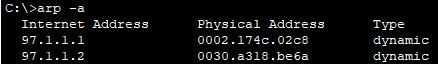 C:\>arp -a
Internet Address Physical Address Type
97.1.1.1 0002.174c.02c8 dynamic
97.1.1.2 0030.a318.be6a dynamic